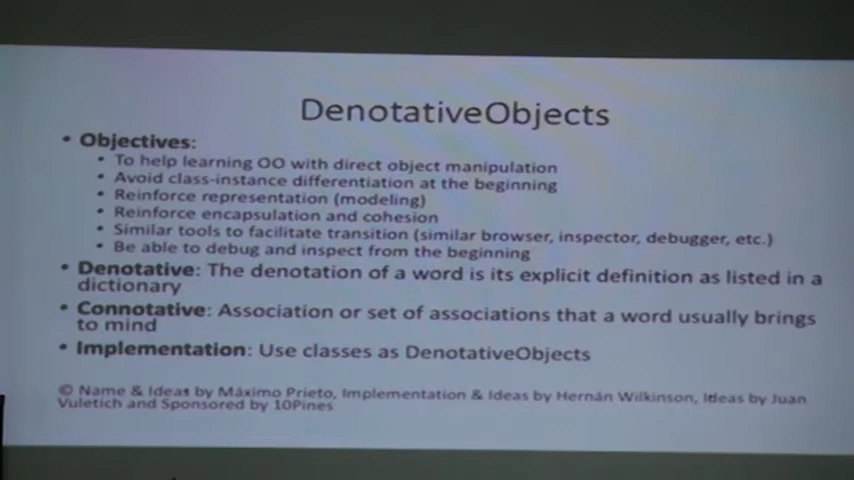 DenotativeObjects
• Objectives:
• To help learning OO with direct object manipulation
• Avoid class-instance differentiation at the beginning
• Reinforce representation (modeling)
• Reinforce encapsulation and cohesion
• Similar tools to facilitate transition (similar browser, inspector, debugger, etc.)
• Be able to debug and inspect from the beginning
• Denotative: The denotation of a word is its explicit definition as listed in a
dictionary
• Connotative: Association or set of associations that a word usually brings
to mind
• Implementation: Use classes as DenotativeObjects
© Name & Ideas by Máximo Prieto, Implementation & Ideas by Hernán Wilkinson, Ideas by Juan
Vuletich and Sponsored by 10Pines